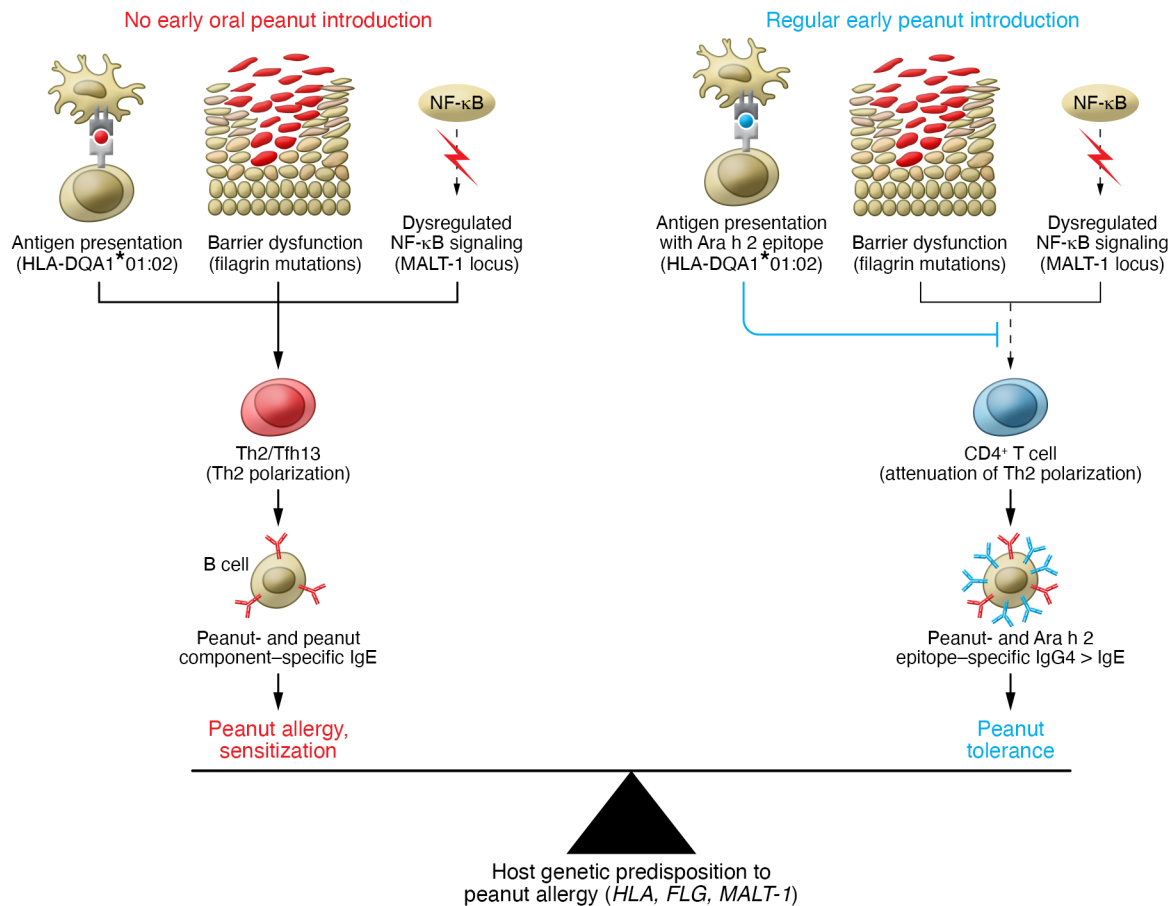 No early oral peanut introduction
NF-κB
Antigen presentation
(HLA-DQA1*01:02)
Barrier dysfunction
(filagrin mutations)
Dysregulated
NF-κB signaling
(MALT-1 locus)
Th2/Tfh13
(Th2 polarization)
B cell
Peanut- and peanut
component–specific IgE
Peanut allergy,
sensitization
Regular early peanut introduction
NF-κB
Antigen presentation
with Ara h 2 epitope
(HLA-DQA1*01:02)
Barrier dysfunction
(filagrin mutations)
Dysregulated
NF-κB signaling
(MALT-1 locus)
CD4⁺ T cell
(attenuation of Th2 polarization)
Peanut- and Ara h 2
epitope–specific IgG4 > IgE
Peanut
tolerance
Host genetic predisposition to
peanut allergy (HLA, FLG, MALT-1)